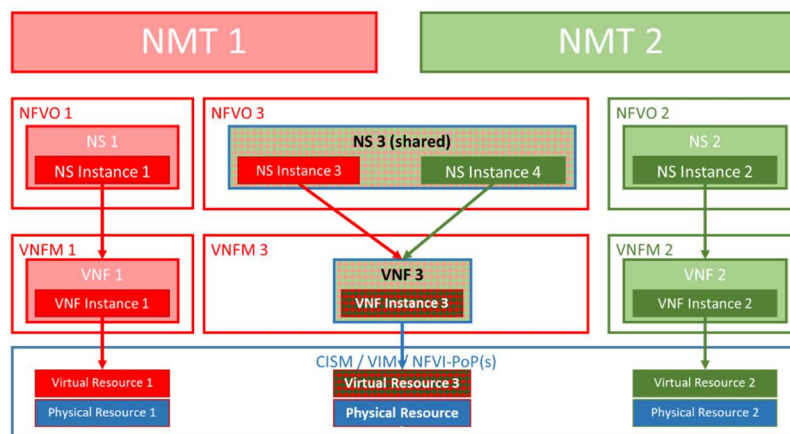 NMT 1
NMT 2
NFVO 1
NFVO 3
NFVO 2
NS 1
NS 3 (shared)
NS 2
NS Instance 1
NS Instance 3
NS Instance 4
NS Instance 2
VNFM 1
VNFM 3
VNFM 2
VNF 1
VNF 3
VNF 2
VNF Instance 1
VNF Instance 3
VNF Instance 2
CISM / VIM / NFVI-PoP(s)
Virtual Resource 1
Virtual Resource 3
Virtual Resource 2
Physical Resource 1
Physical Resource
Physical Resource 2